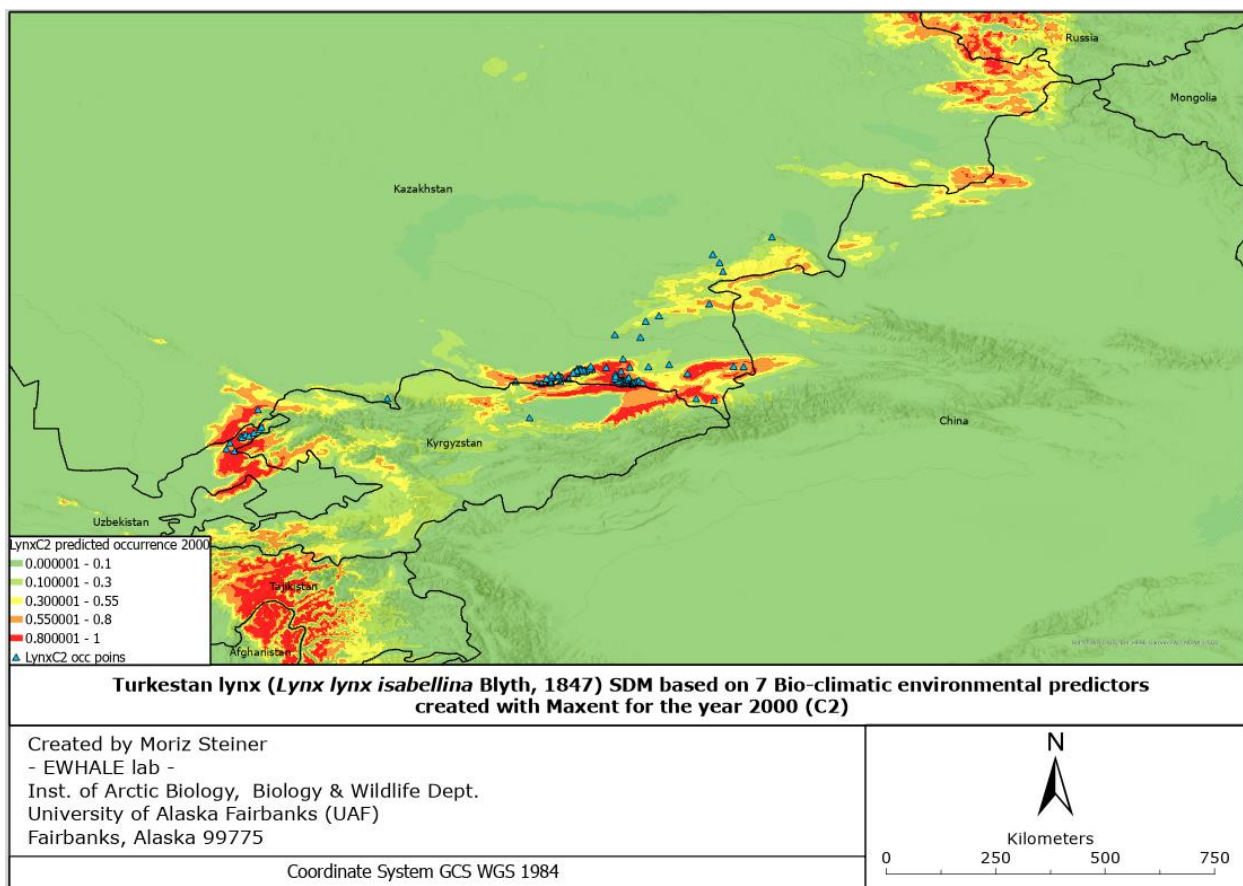 Russia
Mongolia
Kazakhstan
China
Kyrgyzstan
Uzbekistan
Tajikistan
Afghanistan
LynxC2 predicted occurrence 2000
0.000001 - 0.1
0.100001 - 0.3
0.300001 - 0.55
0.550001 - 0.8
0.800001 - 1
LynxC2 occ poins
Turkestan lynx (Lynx lynx isabellina Blyth, 1847) SDM based on 7 Bio-climatic environmental predictors
created with Maxent for the year 2000 (C2)
Created by Moriz Steiner
- EWHALE lab -
Inst. of Arctic Biology, Biology & Wildlife Dept.
University of Alaska Fairbanks (UAF)
Fairbanks, Alaska 99775
Coordinate System GCS WGS 1984
N
Kilometers
0 250 500 750